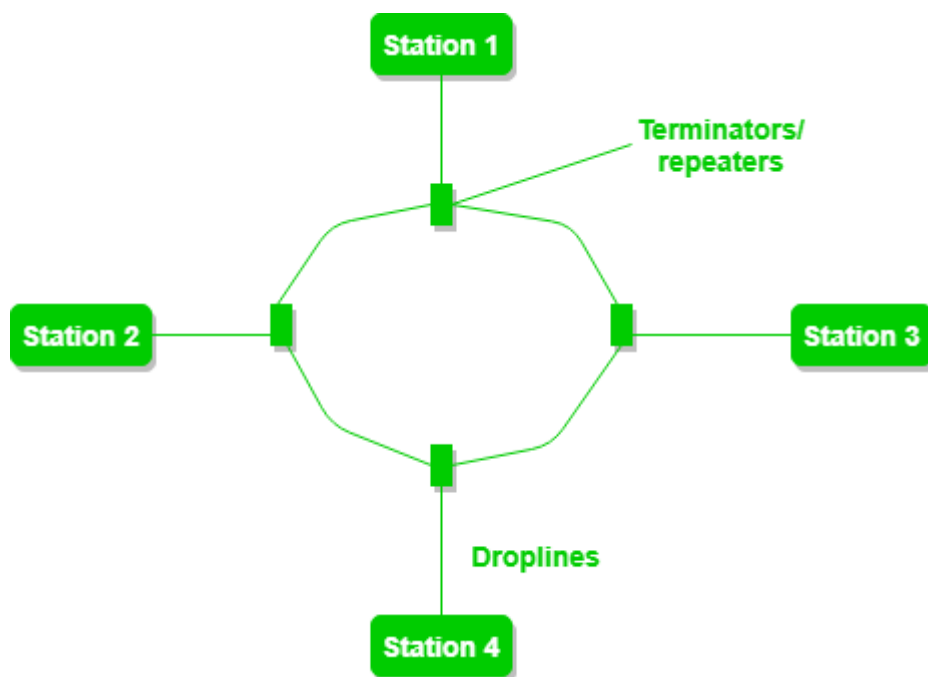 Station 1
Terminators/
repeaters
Station 2
Station 3
Droplines
Station 4